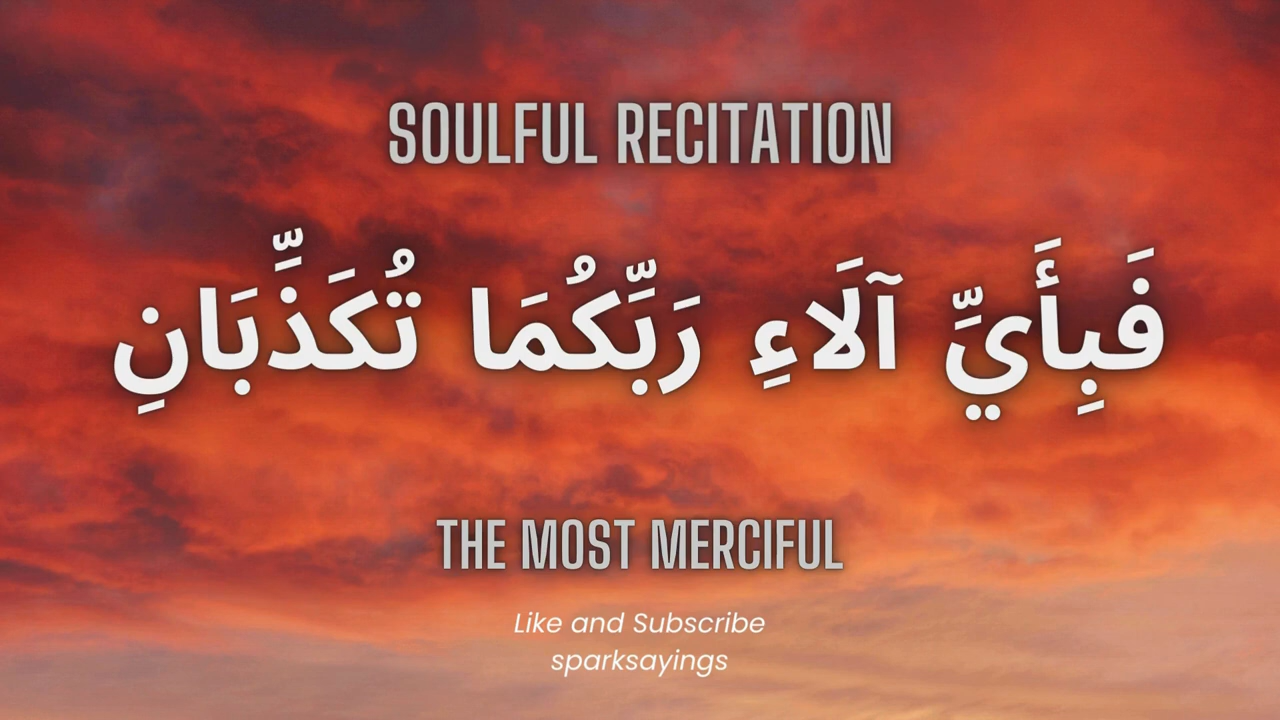 SOULFUL RECITATION
فَبِأَيِّ آلَاءِ رَبِّكُمَا تُكَذِّبَانِ
THE MOST MERCIFUL
Like and Subscribe
sparksayings